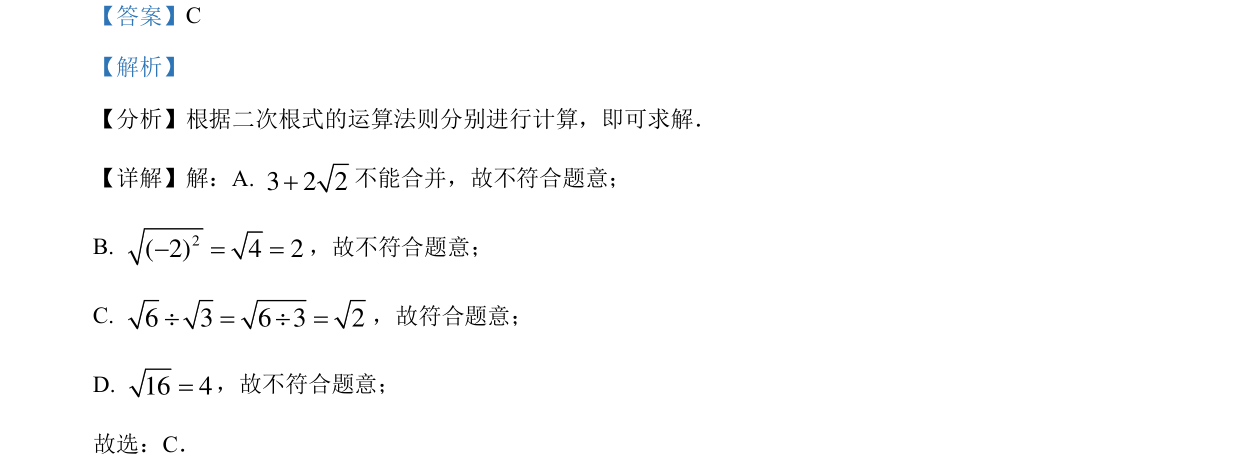 【答案】C
【解析】
【分析】根据二次根式的运算法则分别进行计算，即可求解．
【详解】解：A. 3+2√2 不能合并，故不符合题意；
B. √((−2)²) = √4 = 2，故不符合题意；
C. √6÷√3 = √(6÷3) = √2，故符合题意；
D. √16 = 4，故不符合题意；
故选：C．